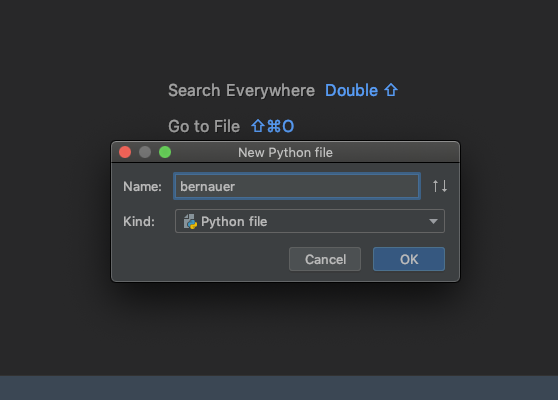 Search Everywhere Double ⇧
Go to File ⇧⌘O
New Python file
Name: bernauer ↑↓
Kind: Python file
Cancel OK